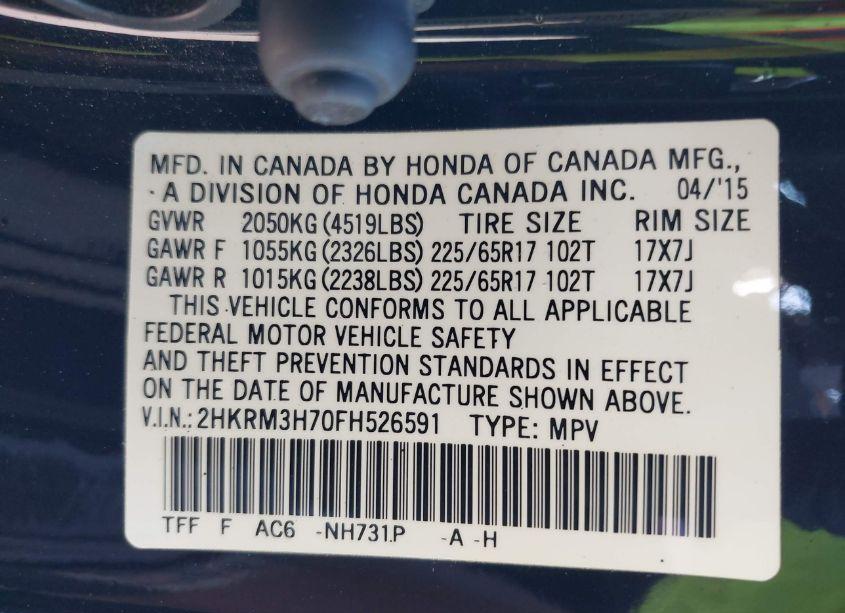 MFD. IN CANADA BY HONDA OF CANADA MFG.,
A DIVISION OF HONDA CANADA INC. 04/'15
GVWR 2050KG (4519LBS) TIRE SIZE RIM SIZE
GAWR F 1055KG (2326LBS) 225/65R17 102T 17X7J
GAWR R 1015KG (2238LBS) 225/65R17 102T 17X7J
THIS VEHICLE CONFORMS TO ALL APPLICABLE
FEDERAL MOTOR VEHICLE SAFETY
AND THEFT PREVENTION STANDARDS IN EFFECT
ON THE DATE OF MANUFACTURE SHOWN ABOVE.
V.I.N.: 2HKRM3H70FH526591 TYPE: MPV
TFF F AC6 -NH731P -A -H